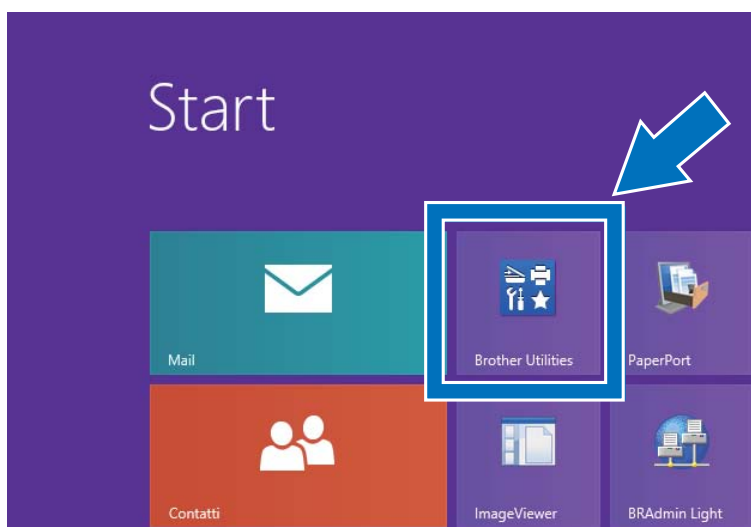 Start
Mail
Brother Utilities
PaperPort
Contatti
ImageViewer
BRAdmin Light